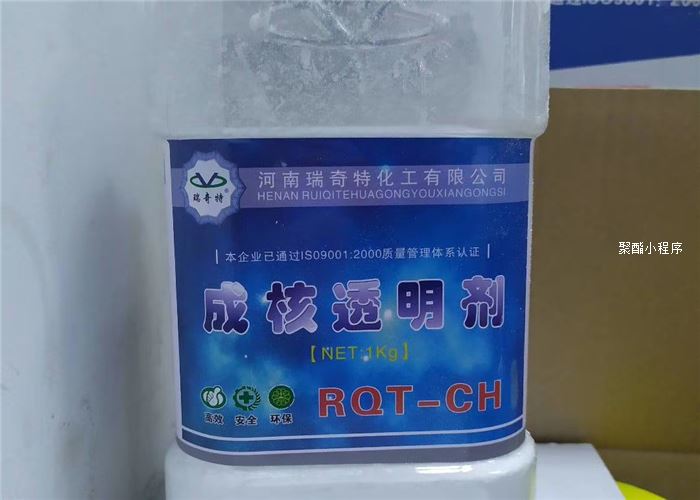 河南瑞奇特化工有限公司
HENAN RUIQITEHUAGONGYOUXIANGONGSI
瑞奇特®
本企业已通过ISO9001:2000质量管理体系认证
成核透明剂
【NET:1Kg】
高效 安全 环保
RQT-CH
聚酯小程序